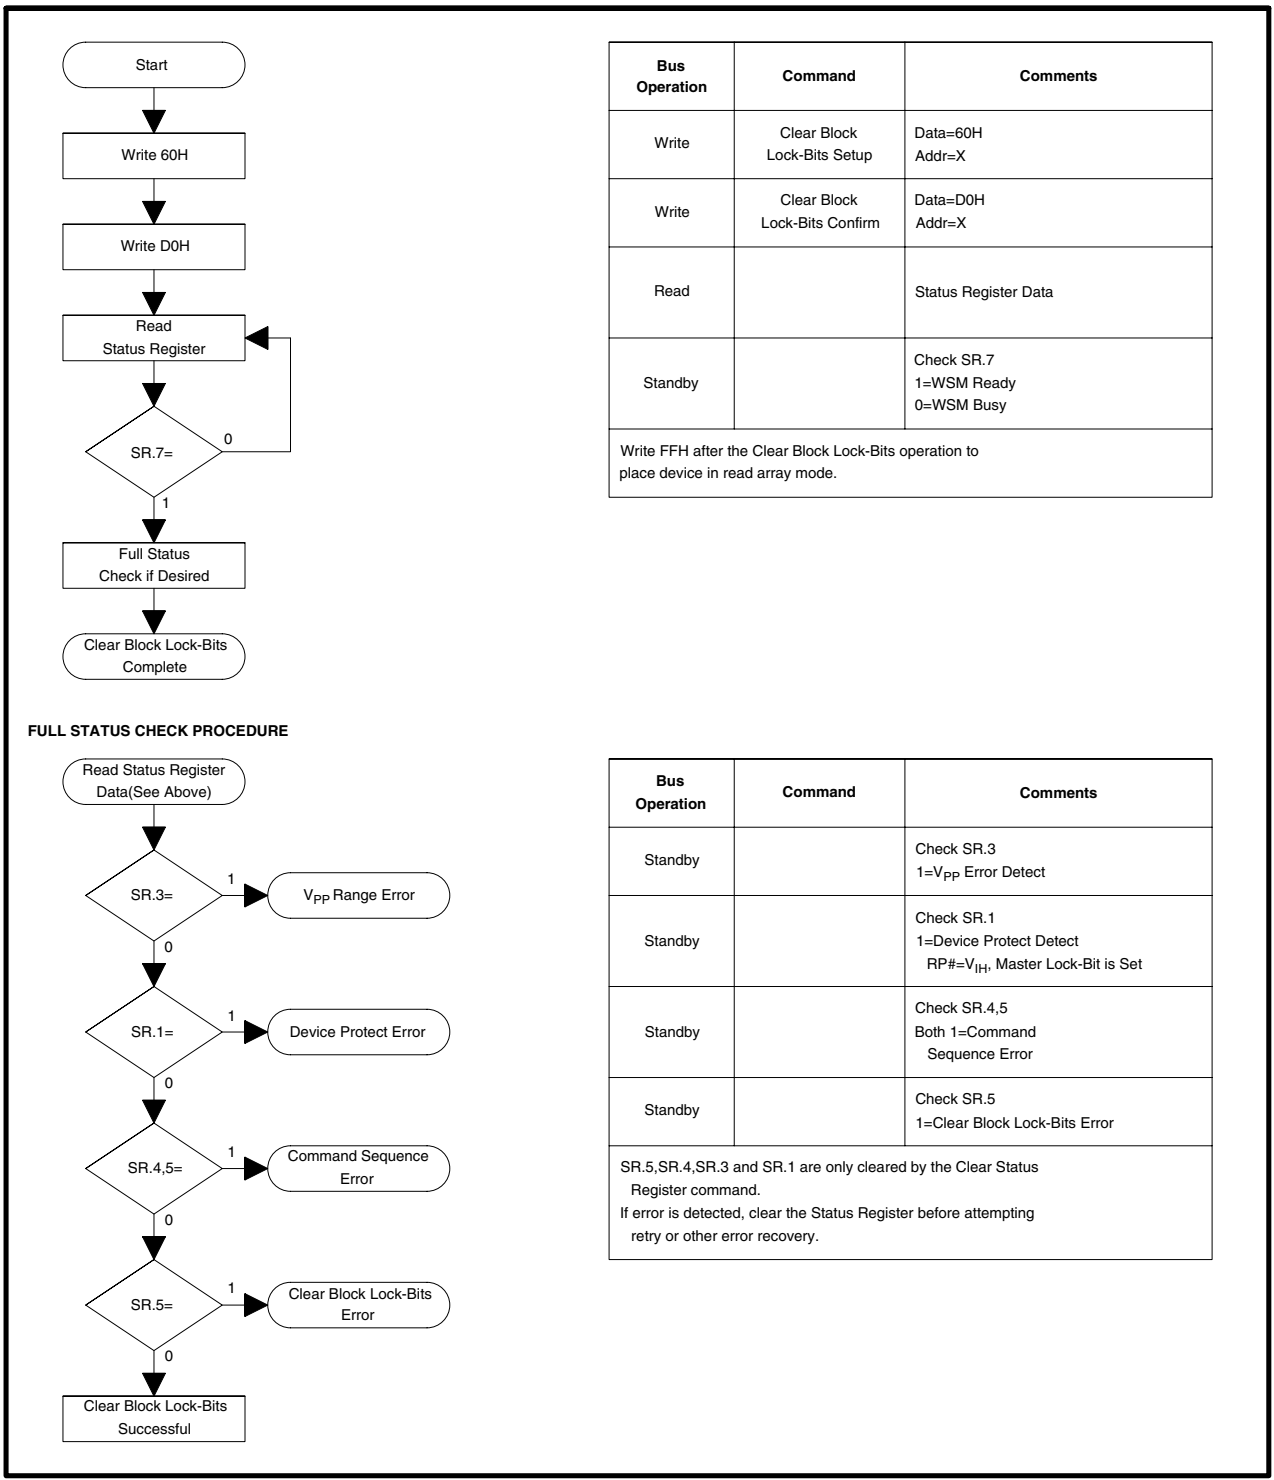 Start
Write 60H
Write D0H
Read
Status Register
SR.7=
0
1
Full Status
Check if Desired
Clear Block Lock-Bits
Complete
Bus
Operation
Command
Comments
Write
Clear Block
Lock-Bits Setup
Data=60H
Addr=X
Write
Clear Block
Lock-Bits Confirm
Data=D0H
Addr=X
Read
Status Register Data
Standby
Check SR.7
1=WSM Ready
0=WSM Busy
Write FFH after the Clear Block Lock-Bits operation to
place device in read array mode.
FULL STATUS CHECK PROCEDURE
Read Status Register
Data(See Above)
SR.3=
1
VPP Range Error
0
SR.1=
1
Device Protect Error
0
SR.4,5=
1
Command Sequence
Error
0
SR.5=
1
Clear Block Lock-Bits
Error
0
Clear Block Lock-Bits
Successful
Bus
Operation
Command
Comments
Standby
Check SR.3
1=VPP Error Detect
Standby
Check SR.1
1=Device Protect Detect
RP#=VIH, Master Lock-Bit is Set
Standby
Check SR.4,5
Both 1=Command
Sequence Error
Standby
Check SR.5
1=Clear Block Lock-Bits Error
SR.5,SR.4,SR.3 and SR.1 are only cleared by the Clear Status
Register command.
If error is detected, clear the Status Register before attempting
retry or other error recovery.